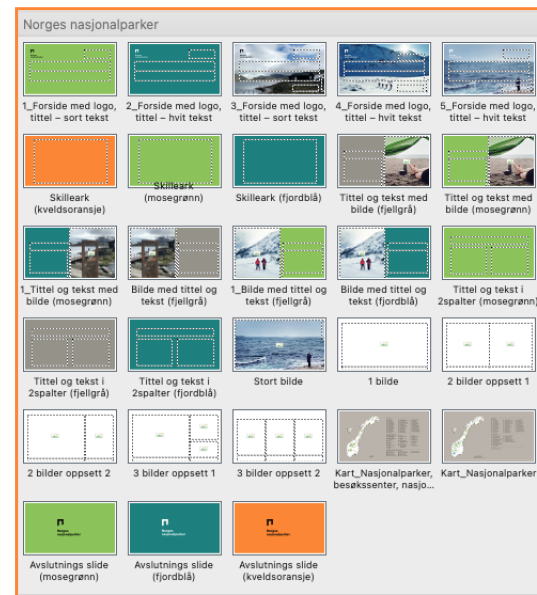 Norges nasjonalparker
1_Forside med logo,
tittel – sort tekst
2_Forside med logo,
tittel – hvit tekst
3_Forside med logo,
tittel – sort tekst
4_Forside med logo,
tittel – hvit tekst
5_Forside med logo,
tittel – hvit tekst
Skilleark
(kveldsoransje)
Skilleark
(mosegrønn)
Skilleark (fjordblå)
Tittel og tekst med
bilde (fjellgrå)
Tittel og tekst med
bilde (mosegrønn)
1_Tittel og tekst med
bilde (mosegrønn)
Bilde med tittel og
tekst (fjellgrå)
1_Bilde med tittel og
tekst (fjellgrå)
Bilde med tittel og
tekst (fjordblå)
Tittel og tekst i
2spalter (mosegrønn)
Tittel og tekst i
2spalter (fjellgrå)
Tittel og tekst i
2spalter (fjordblå)
Stort bilde
1 bilde
2 bilder oppsett 1
2 bilder oppsett 2
3 bilder oppsett 1
3 bilder oppsett 2
Kart_Nasjonalparker,
besøkssenter, nasjo...
Kart_Nasjonalparker
Norges
nasjonalparker
Norges
nasjonalparker
Norges
nasjonalparker
Avslutnings slide
(mosegrønn)
Avslutnings slide
(fjordblå)
Avslutnings slide
(kveldsoransje)